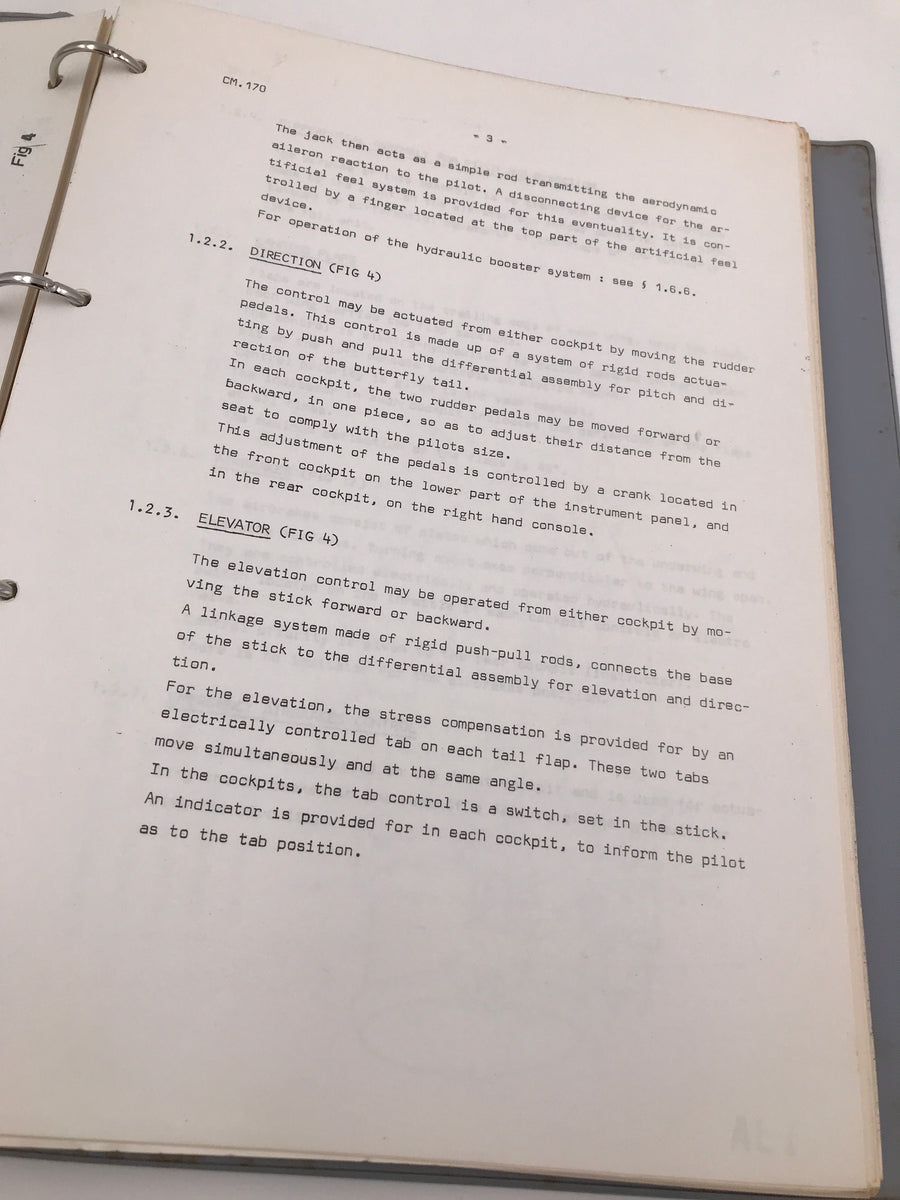 Fig 4
CM.170
- 3 -
The jack then acts as a simple rod transmitting the aerodynamic
aileron reaction to the pilot. A disconnecting device for the ar-
tificial feel system is provided for this eventuality. It is con-
trolled by a finger located at the top part of the artificial feel
device.
For operation of the hydraulic booster system : see § 1.6.6.
1.2.2. DIRECTION (FIG 4)
The control may be actuated from either cockpit by moving the rudder
pedals. This control is made up of a system of rigid rods actua-
ting by push and pull the differential assembly for pitch and di-
rection of the butterfly tail.
In each cockpit, the two rudder pedals may be moved forward or
backward, in one piece, so as to adjust their distance from the
seat to comply with the pilots size.
This adjustment of the pedals is controlled by a crank located in
the front cockpit on the lower part of the instrument panel, and
in the rear cockpit, on the right hand console.
1.2.3. ELEVATOR (FIG 4)
The elevation control may be operated from either cockpit by mo-
ving the stick forward or backward.
A linkage system made of rigid push-pull rods, connects the base
of the stick to the differential assembly for elevation and direc-
tion.
For the elevation, the stress compensation is provided for by an
electrically controlled tab on each tail flap. These two tabs
move simultaneously and at the same angle.
In the cockpits, the tab control is a switch, set in the stick.
An indicator is provided for in each cockpit, to inform the pilot
as to the tab position.